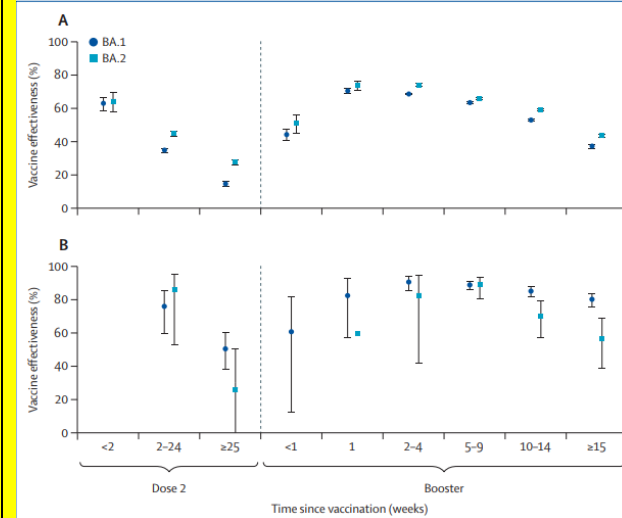 A
BA.1
BA.2
Vaccine effectiveness (%)
100
80
60
40
20
0
B
Vaccine effectiveness (%)
100
80
60
40
20
0
<2 2–24 ≥25 <1 1 2–4 5–9 10–14 ≥15
Dose 2 Booster
Time since vaccination (weeks)